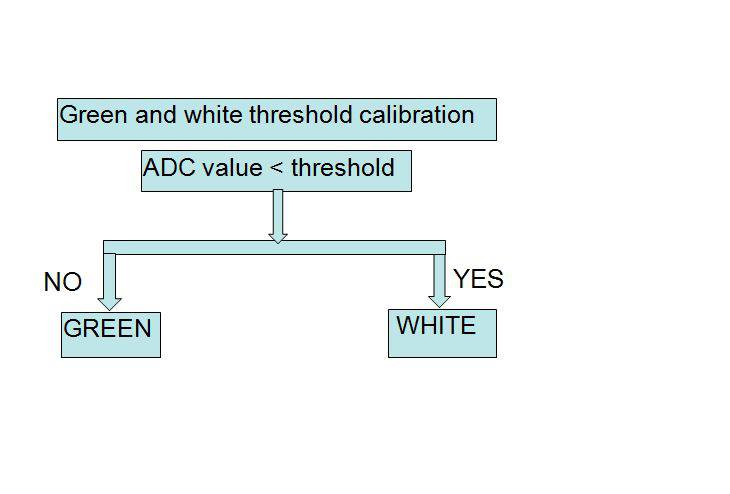 Green and white threshold calibration
ADC value < threshold
NO
YES
GREEN
WHITE